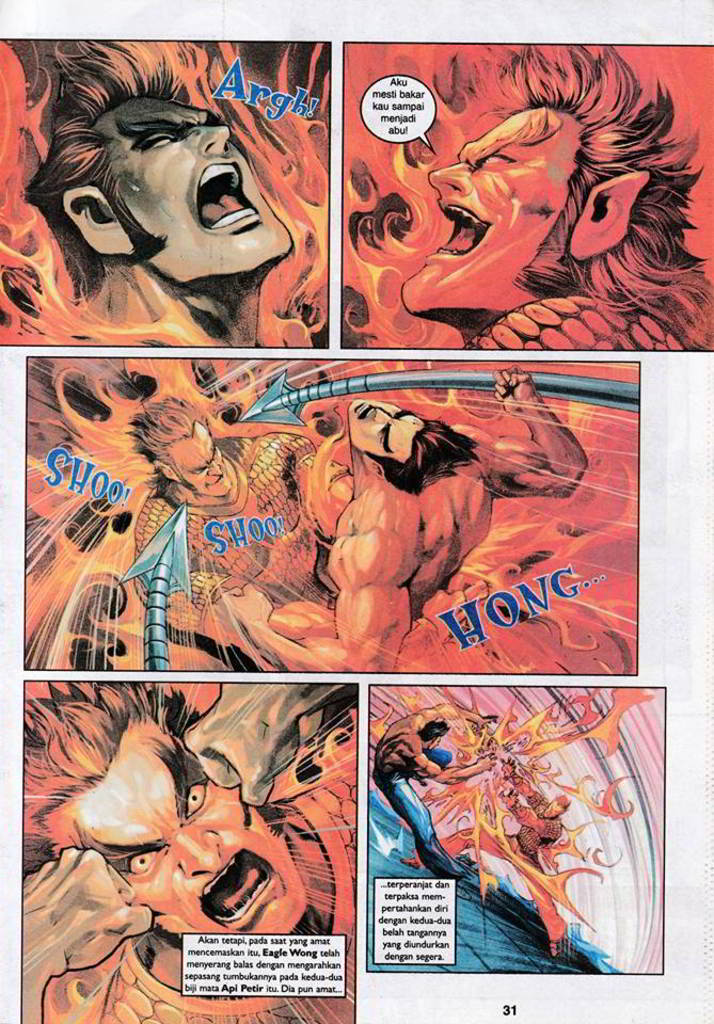 Argh!
Aku
mesti bakar
kau sampai
menjadi
abu!
SHOO!
SHOO!
HONG...
Akan tetapi, pada saat yang amat
mencemaskan itu, Eagle Wong telah
menyerang balas dengan mengarahkan
sepasang tumbukannya pada kedua-dua
biji mata Api Petir itu. Dia pun amat...
...terperanjat dan
terpaksa mem-
pertahankan diri
dengan kedua-dua
belah tangannya
yang diundurkan
dengan segera.
31